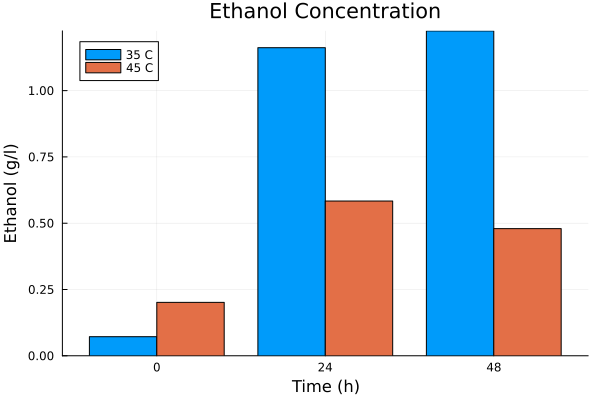 Ethanol Concentration
35 C
45 C
1.00
0.75
0.50
0.25
0.00
Ethanol (g/l)
0
24
48
Time (h)